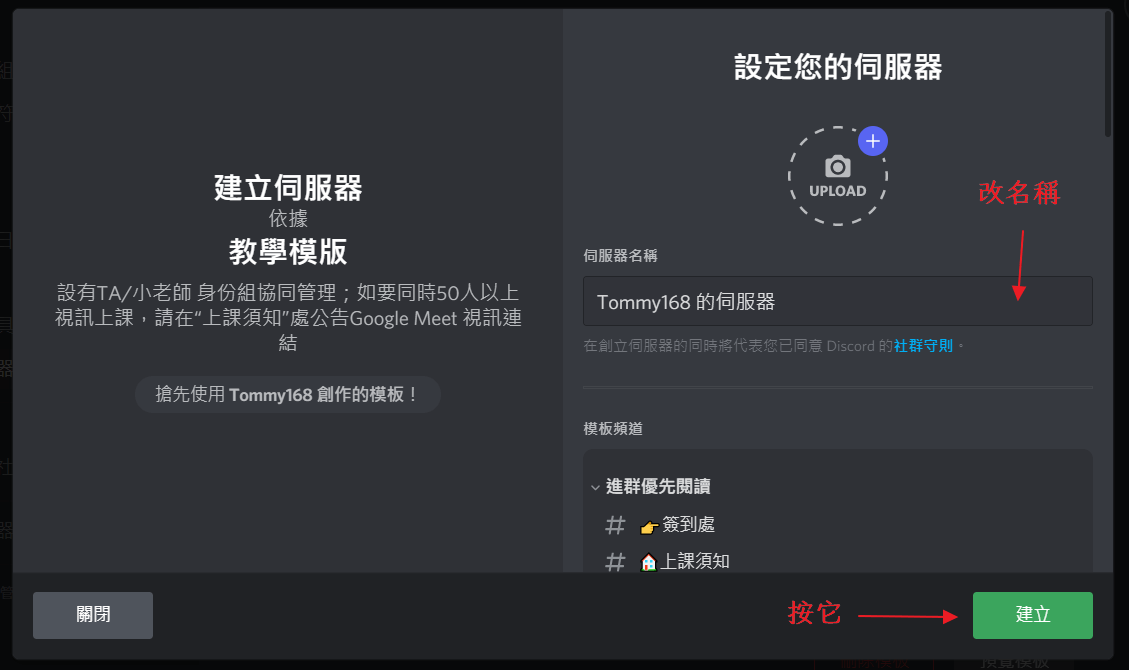 建立伺服器
依據
教學模版
設有TA/小老師 身份組協同管理；如要同時50人以上
視訊上課，請在“上課須知”處公告Google Meet 視訊連
結
搶先使用 Tommy168 創作的模板！
設定您的伺服器
UPLOAD
改名稱
伺服器名稱
Tommy168 的伺服器
在創立伺服器的同時將代表您已同意 Discord 的社群守則。
模板頻道
進群優先閱讀
# 👉簽到處
# 🏠上課須知
關閉
按它
建立
預覽模板